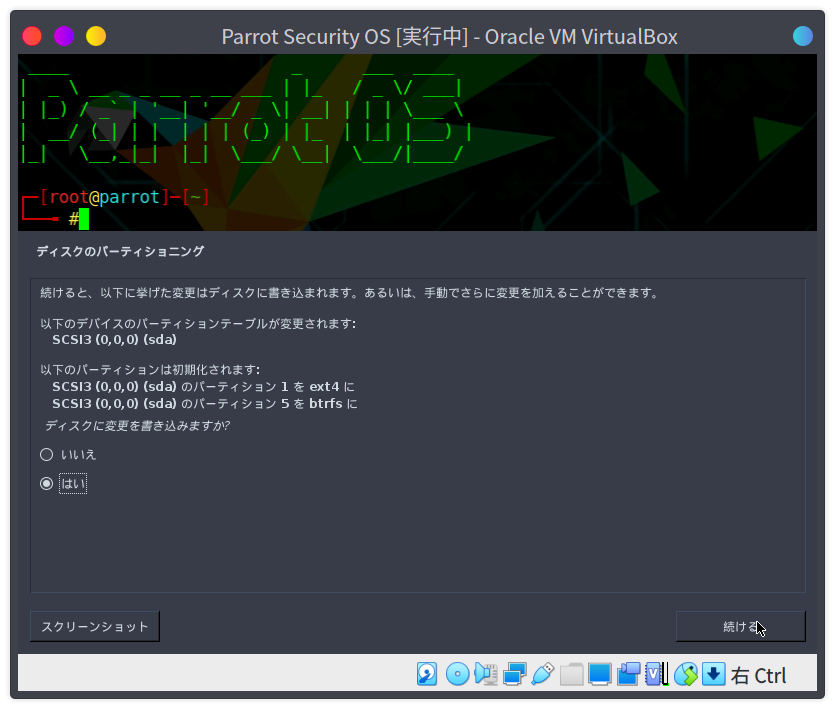 Parrot Security OS [実行中] - Oracle VM VirtualBox
Parrot OS
[root@parrot]─[~]
#
ディスクのパーティショニング
続けると、以下に挙げた変更はディスクに書き込まれます。あるいは、手動でさらに変更を加えることができます。
以下のデバイスのパーティションテーブルが変更されます:
SCSI3 (0,0,0) (sda)
以下のパーティションは初期化されます:
SCSI3 (0,0,0) (sda) のパーティション 1 を ext4 に
SCSI3 (0,0,0) (sda) のパーティション 5 を btrfs に
ディスクに変更を書き込みますか?
いいえ
はい
スクリーンショット
続ける
右 Ctrl